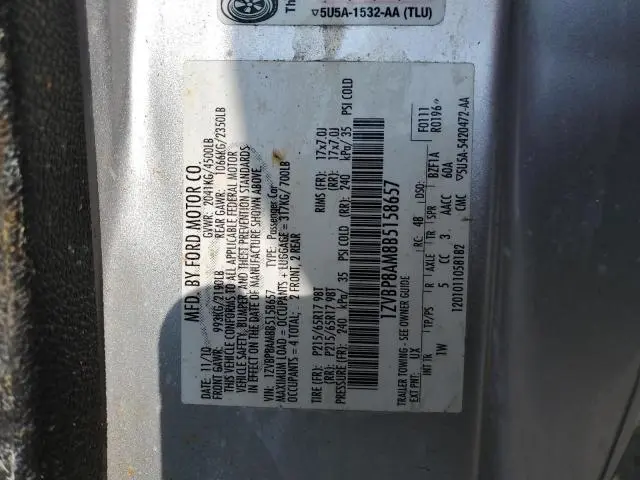 Th
▽5U5A-1532-AA (TLU)
MFD. BY FORD MOTOR CO.
DATE: 11/10 GVWR: 2041KG/4500LB
FRONT GAWR: 993KG/2190LB REAR GAWR: 1066KG/2350LB
THIS VEHICLE CONFORMS TO ALL APPLICABLE FEDERAL MOTOR
VEHICLE SAFETY, BUMPER, AND THEFT PREVENTION STANDARDS
IN EFFECT ON THE DATE OF MANUFACTURE SHOWN ABOVE.
VIN: 1ZVBP8AM8B5158657 TYPE: Passenger Car
MAXIMUM LOAD = OCCUPANTS + LUGGAGE = 317KG/700LB
OCCUPANTS = 4 TOTAL: 2 FRONT, 2 REAR
TIRE (FR): P215/65R17 98T RIMS (FR): 17x7.0J
(RR): P215/65R17 98T (RR): 17x7.0J
PRESSURE (FR): 240 kPa/ 35 PSI COLD (RR): 240 kPa/ 35 PSI COLD
1ZVBP8AM8B5158657
TRAILER TOWING - SEE OWNER GUIDE
F0111
R0196
EXT PNT: UX RC: 48 DSO:
INT TR TP/PS R AXLE TR SPR
1W 5 CC 3. AACC GMC
▽5U5A-5420472-AA